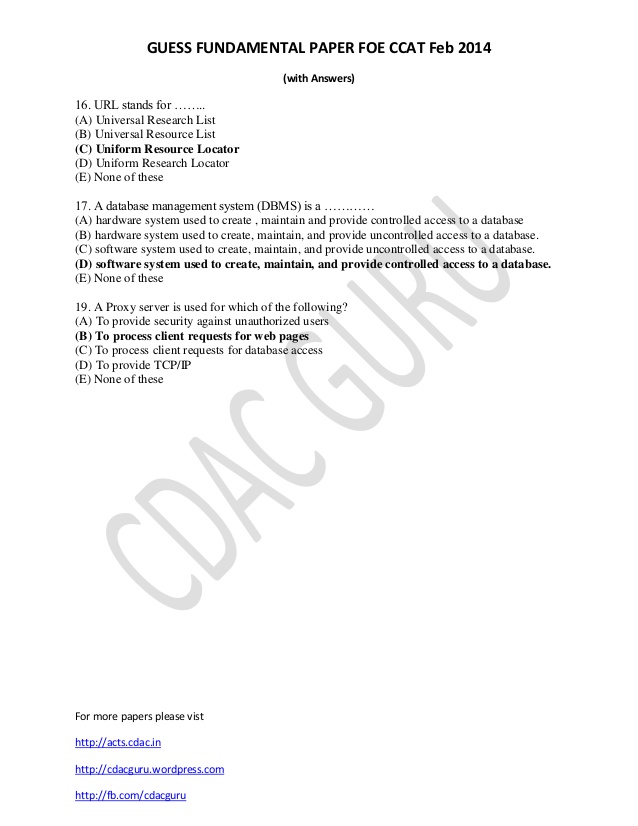 GUESS FUNDAMENTAL PAPER FOE CCAT Feb 2014
(with Answers)
16. URL stands for ……..
(A) Universal Research List
(B) Universal Resource List
(C) Uniform Resource Locator
(D) Uniform Research Locator
(E) None of these
17. A database management system (DBMS) is a …………
(A) hardware system used to create , maintain and provide controlled access to a database
(B) hardware system used to create, maintain, and provide uncontrolled access to a database.
(C) software system used to create, maintain, and provide uncontrolled access to a database.
(D) software system used to create, maintain, and provide controlled access to a database.
(E) None of these
19. A Proxy server is used for which of the following?
(A) To provide security against unauthorized users
(B) To process client requests for web pages
(C) To process client requests for database access
(D) To provide TCP/IP
(E) None of these
CDAC GURU
For more papers please vist
http://acts.cdac.in
http://cdacguru.wordpress.com
http://fb.com/cdacguru